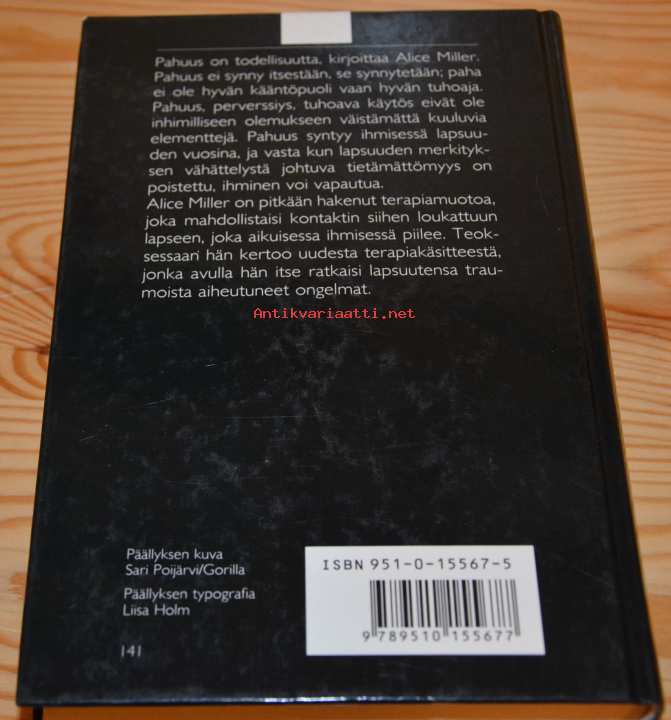 Pahuus on todellisuutta, kirjoittaa Alice Miller.
Pahuus ei synny itsestään, se synnytetään; paha
ei ole hyvän kääntöpuoli vaan hyvän tuhoaja.
Pahuus, perverssiys, tuhoava käytös eivät ole
inhimilliseen olemukseen väistämättä kuuluvia
elementtejä. Pahuus syntyy ihmisessä lapsuu-
den vuosina, ja vasta kun lapsuuden merkityk-
sen vähättelystä johtuva tietämättömyys on
poistettu, ihminen voi vapautua.
Alice Miller on pitkään hakenut terapiamuotoa,
joka mahdollistaisi kontaktin siihen loukattuun
lapseen, joka aikuisessa ihmisessä piilee. Teok-
sessaan hän kertoo uudesta terapiakäsitteestä,
jonka avulla hän itse ratkaisi lapsuutensa trau-
moista aiheutuneet ongelmat.
Antikvariaatti.net
Päällyksen kuva
Sari Poijärvi/Gorilla
Päällyksen typografia
Liisa Holm
141
ISBN 951-0-15567-5
9 789510 155677